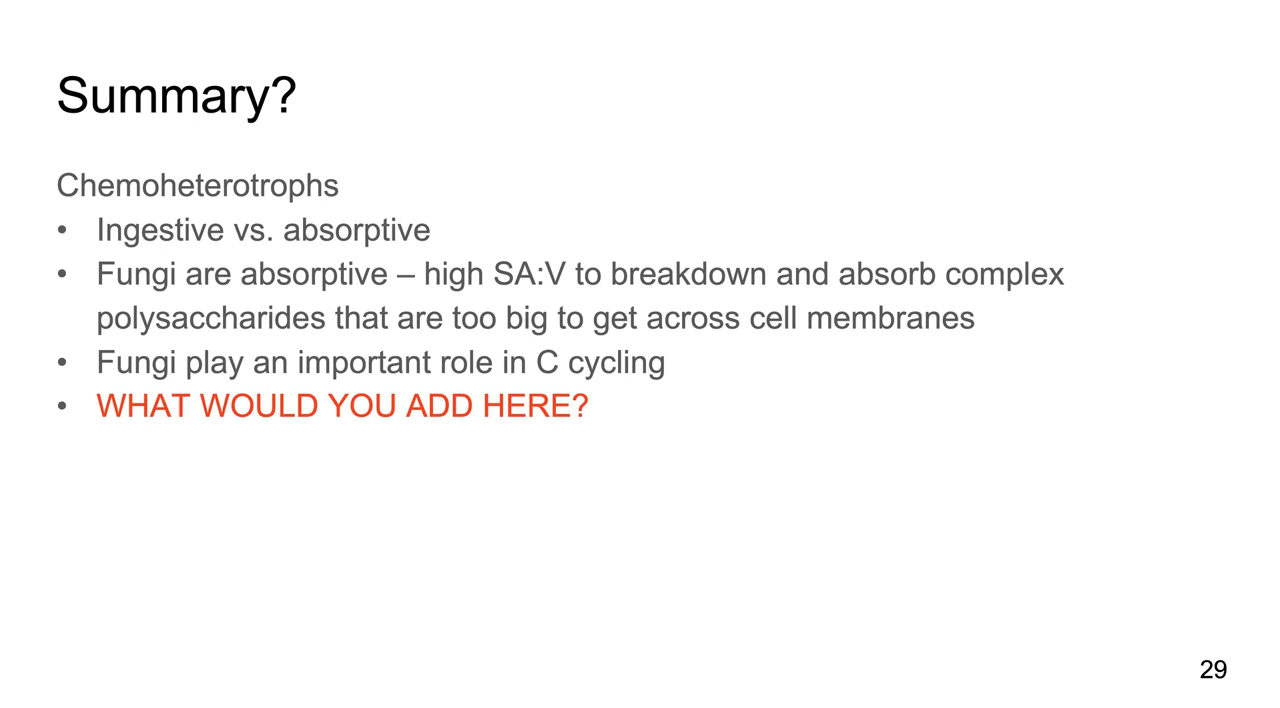 Summary?
Chemoheterotrophs
• Ingestive vs. absorptive
• Fungi are absorptive – high SA:V to breakdown and absorb complex
polysaccharides that are too big to get across cell membranes
• Fungi play an important role in C cycling
• WHAT WOULD YOU ADD HERE?
29